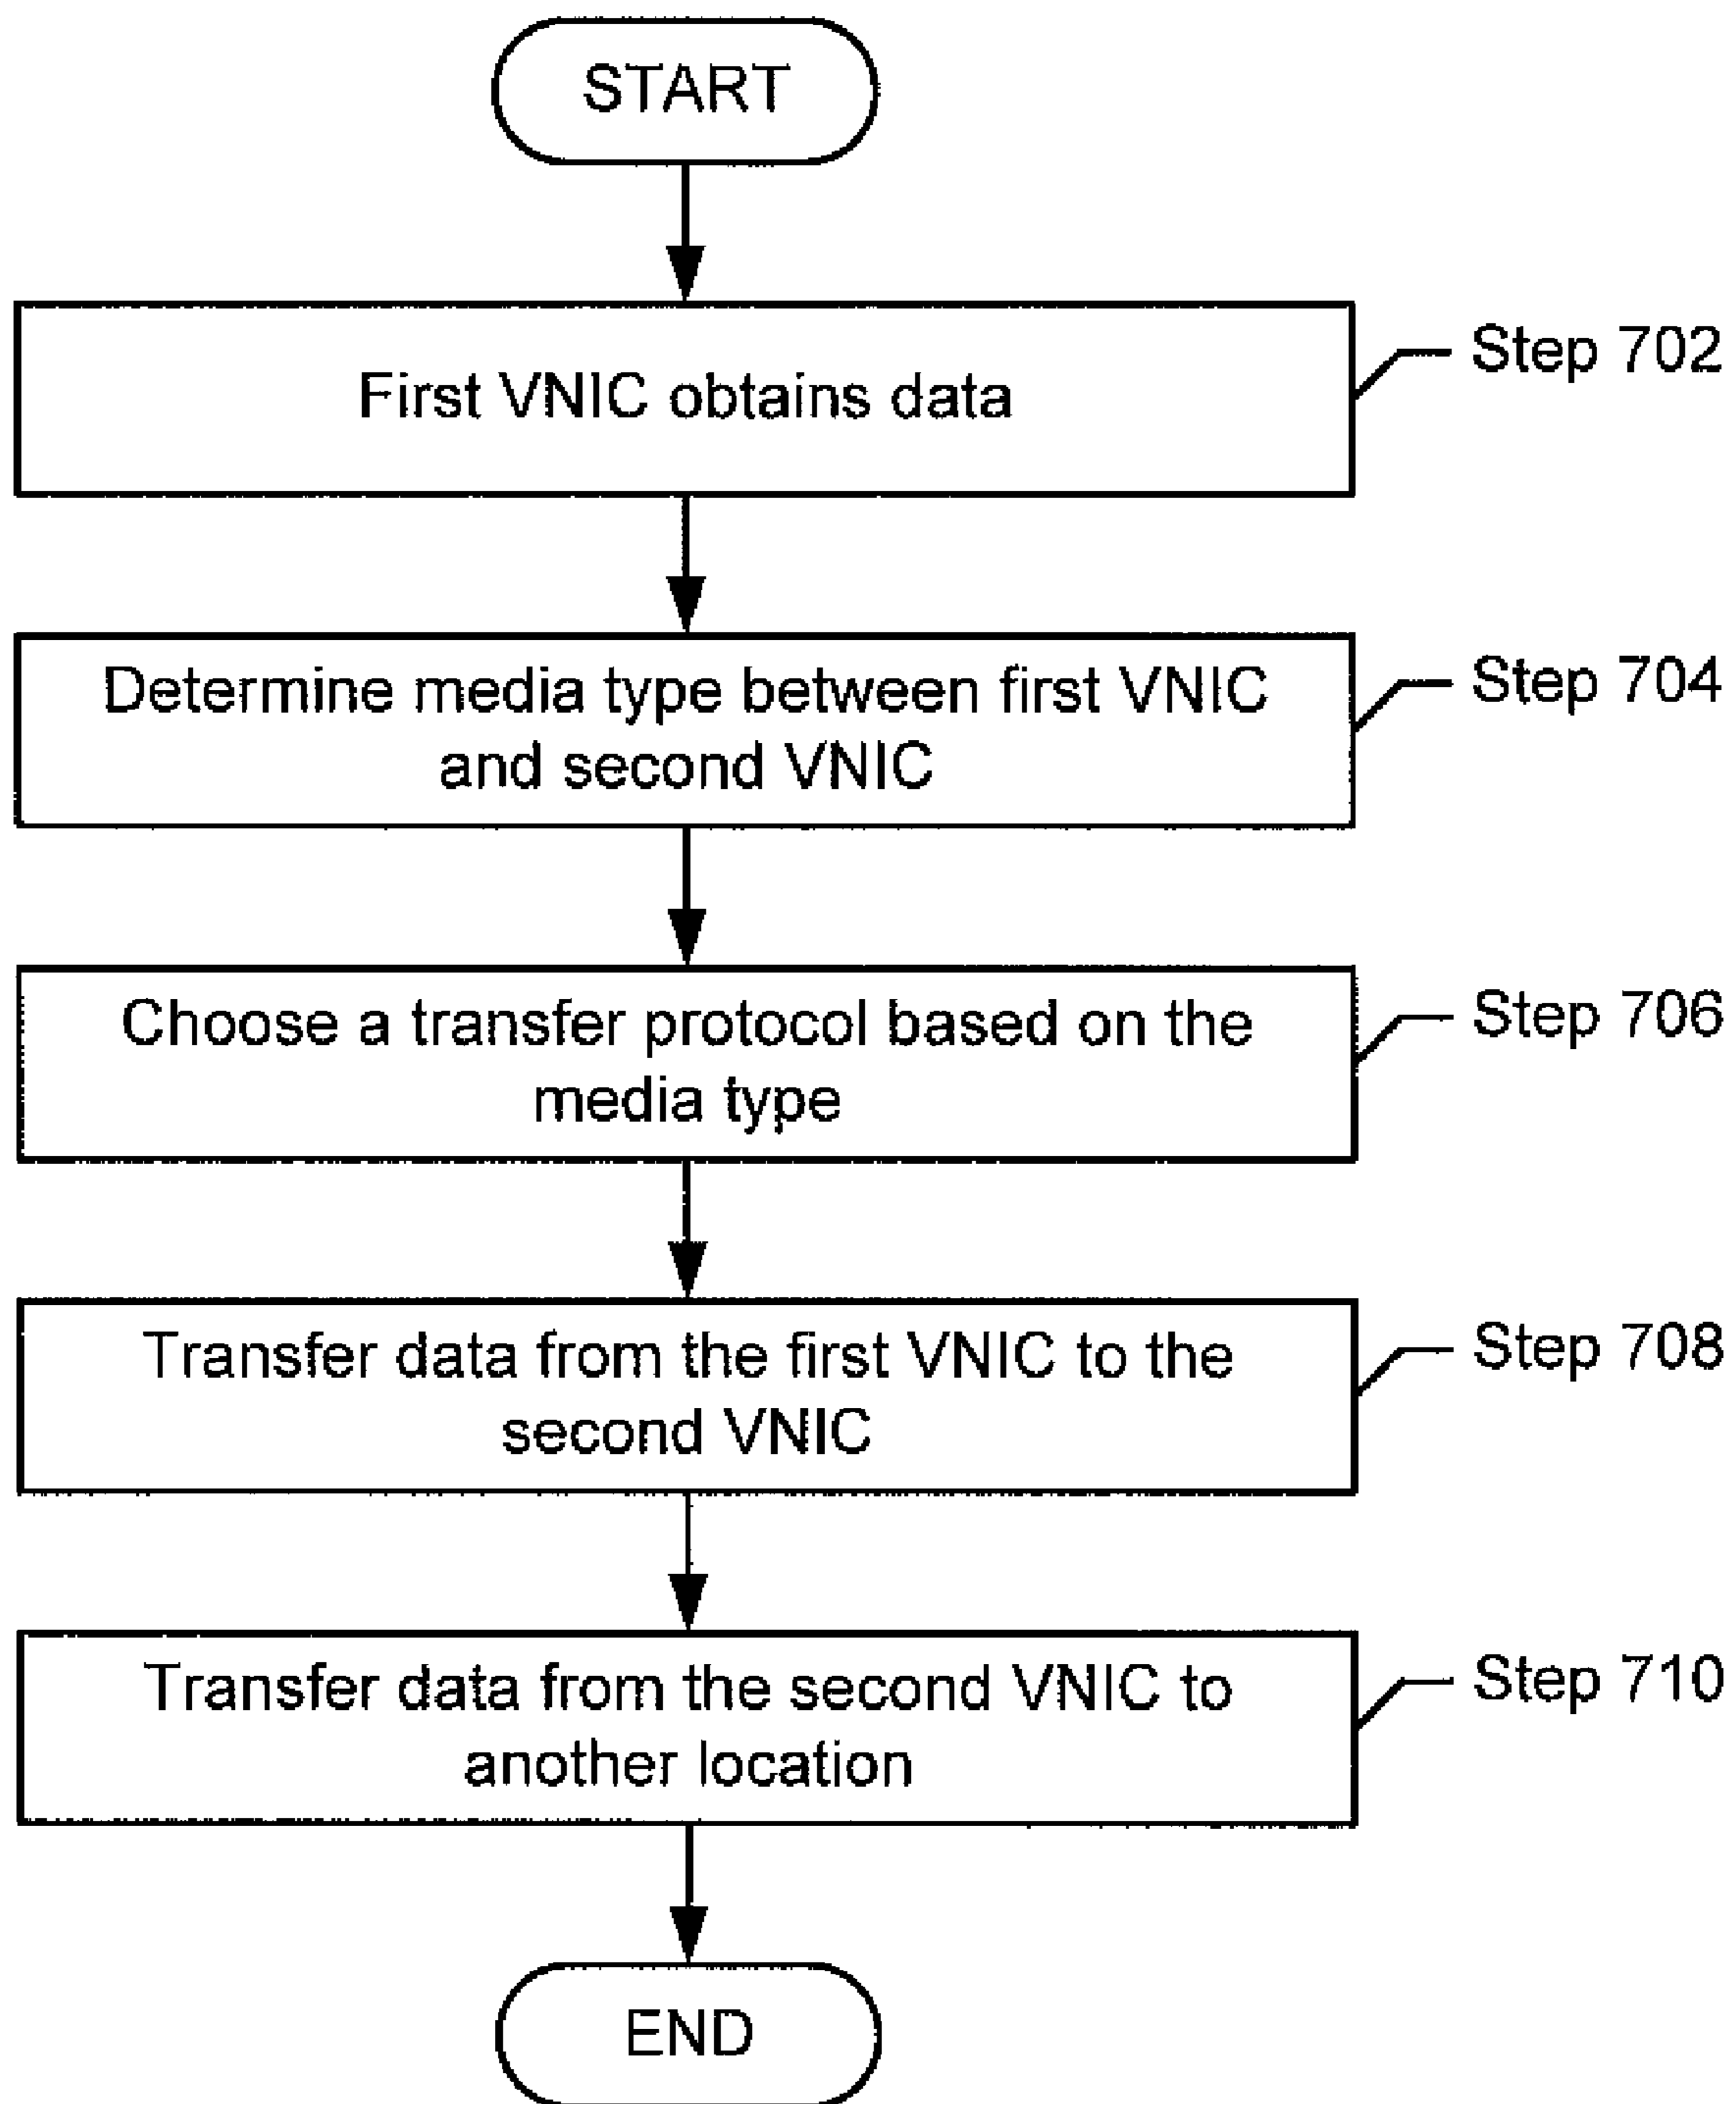 START
First VNIC obtains data
Step 702
Determine media type between first VNIC
and second VNIC
Step 704
Choose a transfer protocol based on the
media type
Step 706
Transfer data from the first VNIC to the
second VNIC
Step 708
Transfer data from the second VNIC to
another location
Step 710
END